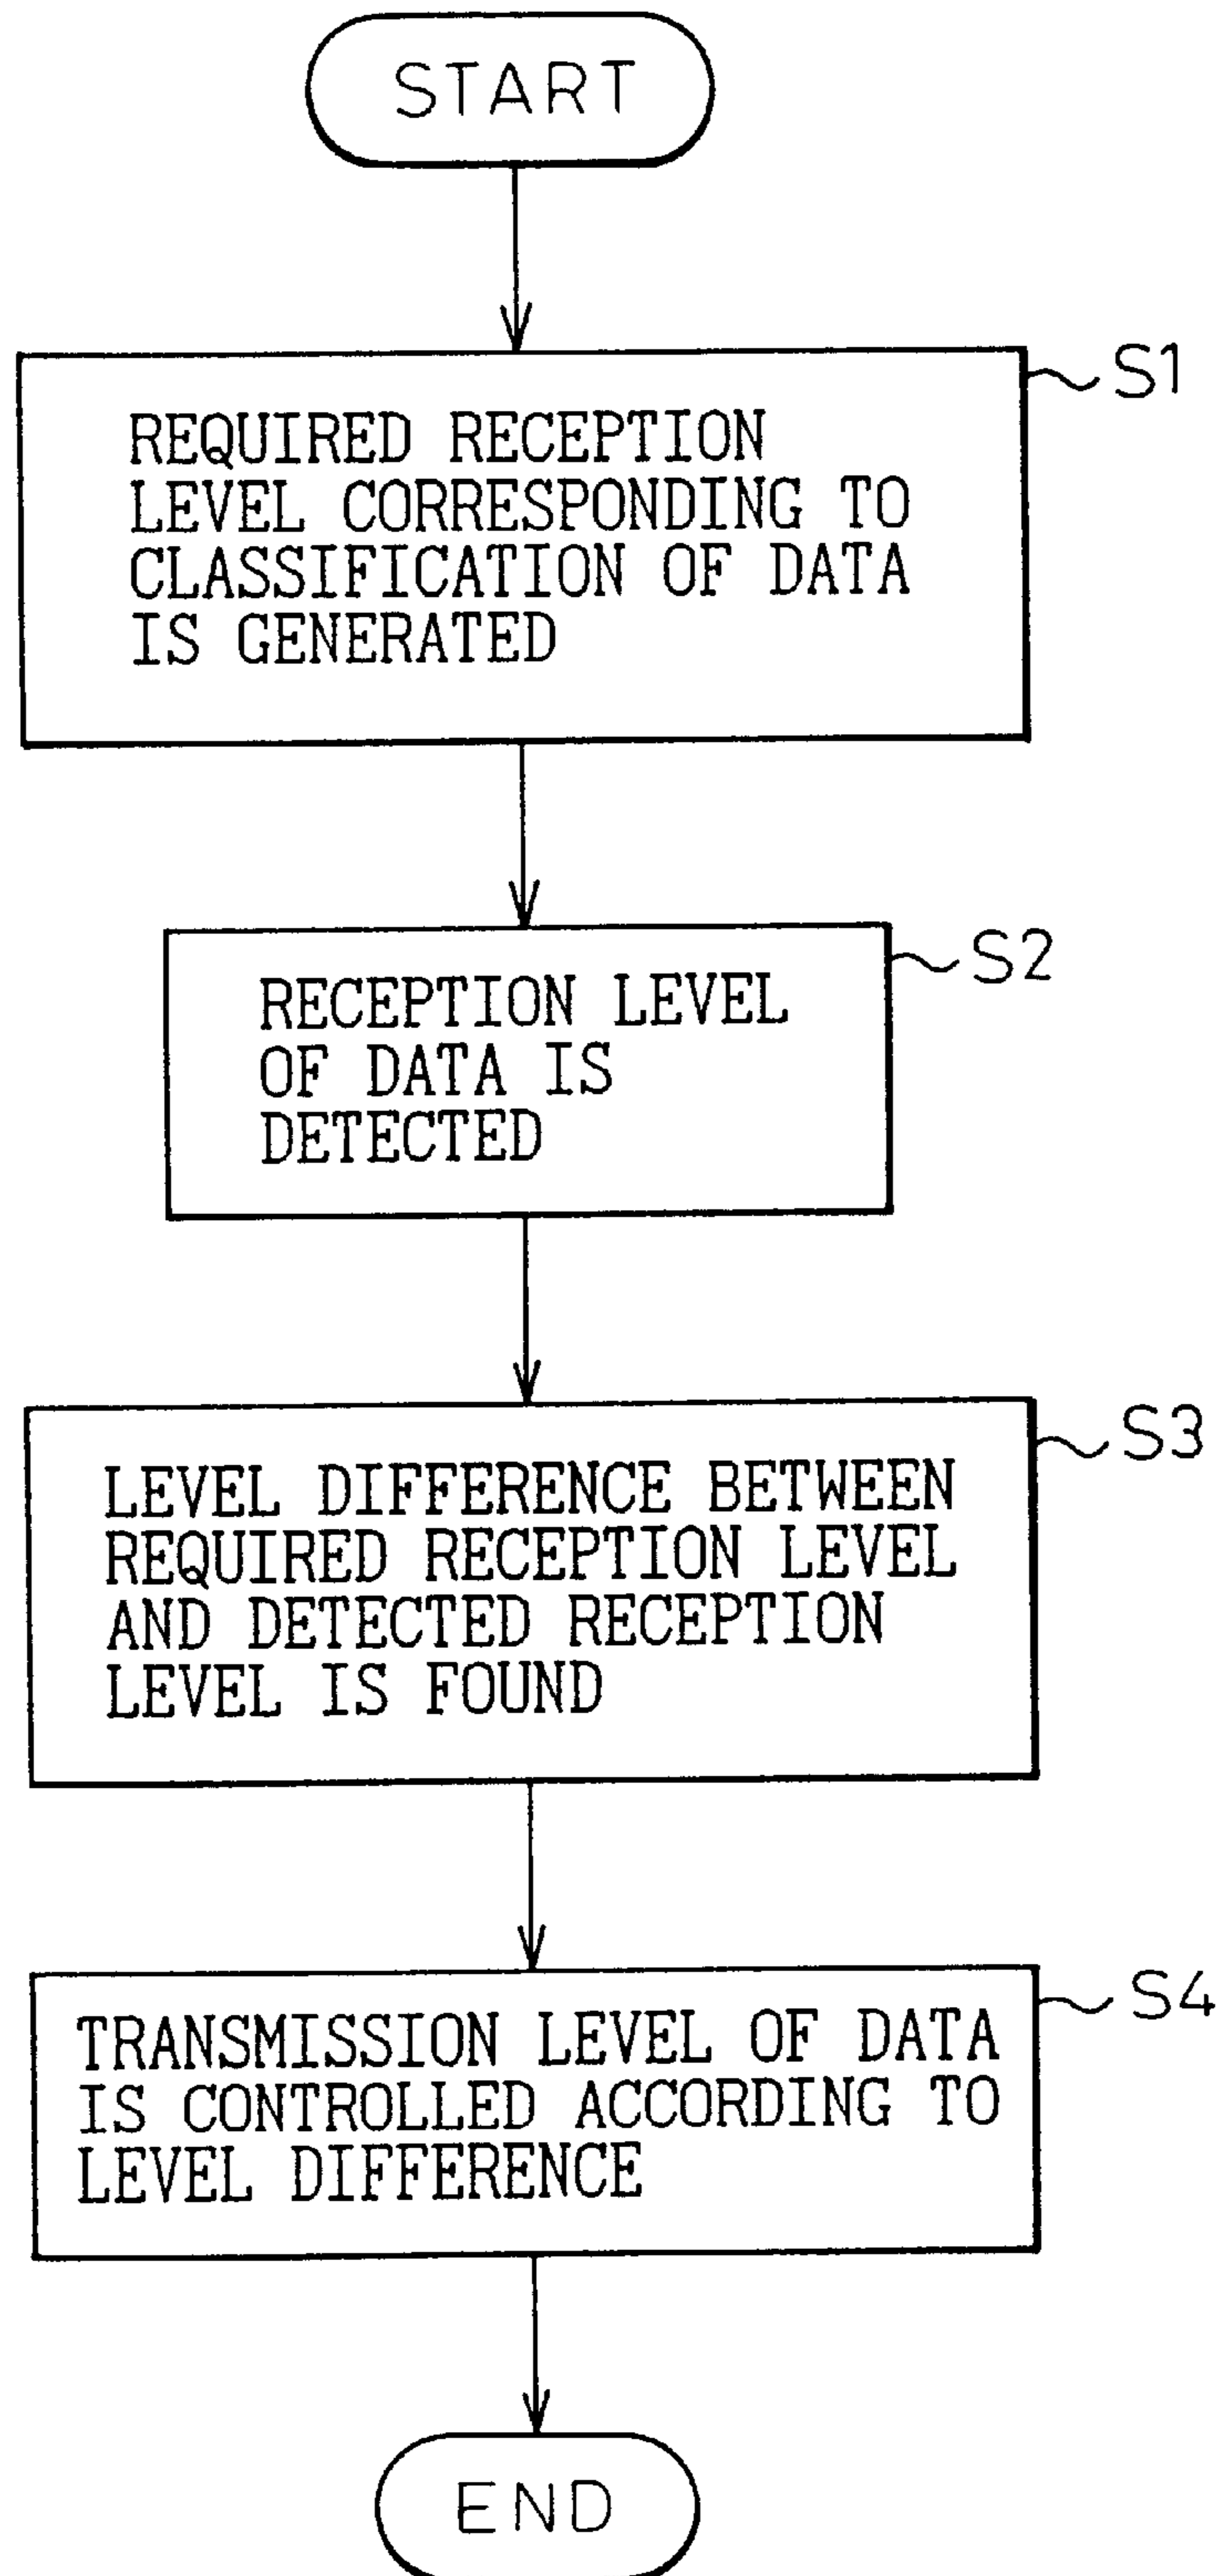 START
S1
REQUIRED RECEPTION
LEVEL CORRESPONDING TO
CLASSIFICATION OF DATA
IS GENERATED
S2
RECEPTION LEVEL
OF DATA IS
DETECTED
S3
LEVEL DIFFERENCE BETWEEN
REQUIRED RECEPTION LEVEL
AND DETECTED RECEPTION
LEVEL IS FOUND
S4
TRANSMISSION LEVEL OF DATA
IS CONTROLLED ACCORDING TO
LEVEL DIFFERENCE
END